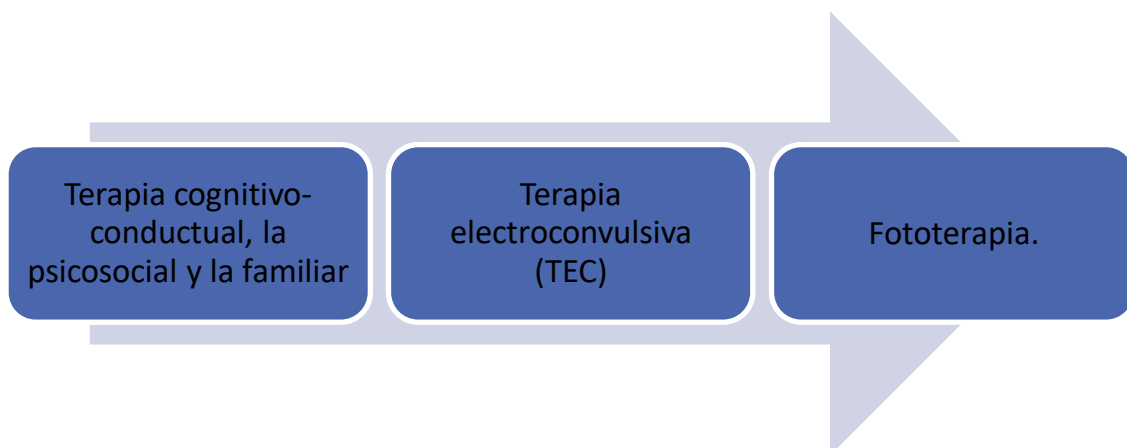 Terapia cognitivo-
conductual, la
psicosocial y la familiar
Terapia
electroconvulsiva
(TEC)
Fototerapia.